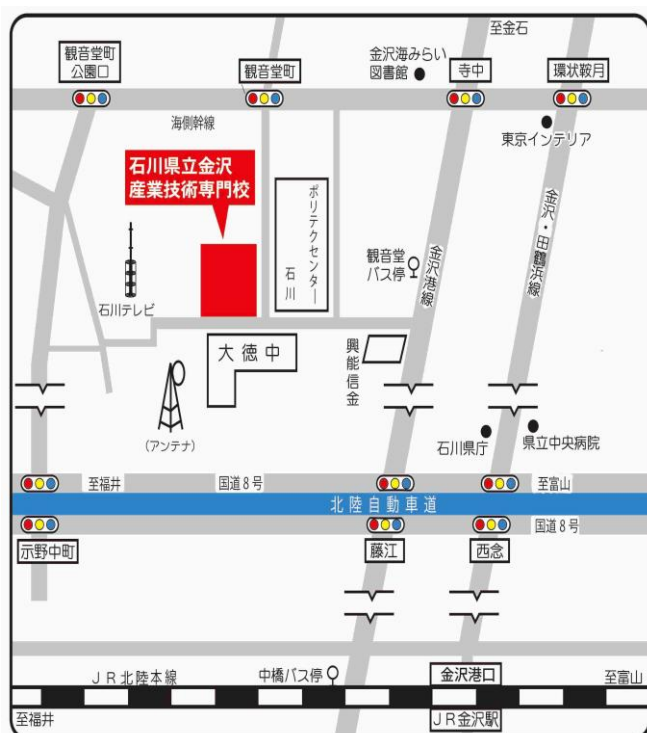 至金石
観音堂町
公園口
観音堂町
金沢海みらい
図書館
寺中
環状鞍月
海側幹線
東京インテリア
石川県立金沢
産業技術専門校
ポリテクセンター
石川
金沢・田鶴浜線
金沢港線
観音堂
バス停
石川テレビ
大徳中
興能信金
(アンテナ)
石川県庁
県立中央病院
至福井
国道8号
至富山
北陸自動車道
国道8号
示野中町
藤江
西念
JR北陸本線
中橋バス停
金沢港口
至富山
至福井
JR金沢駅